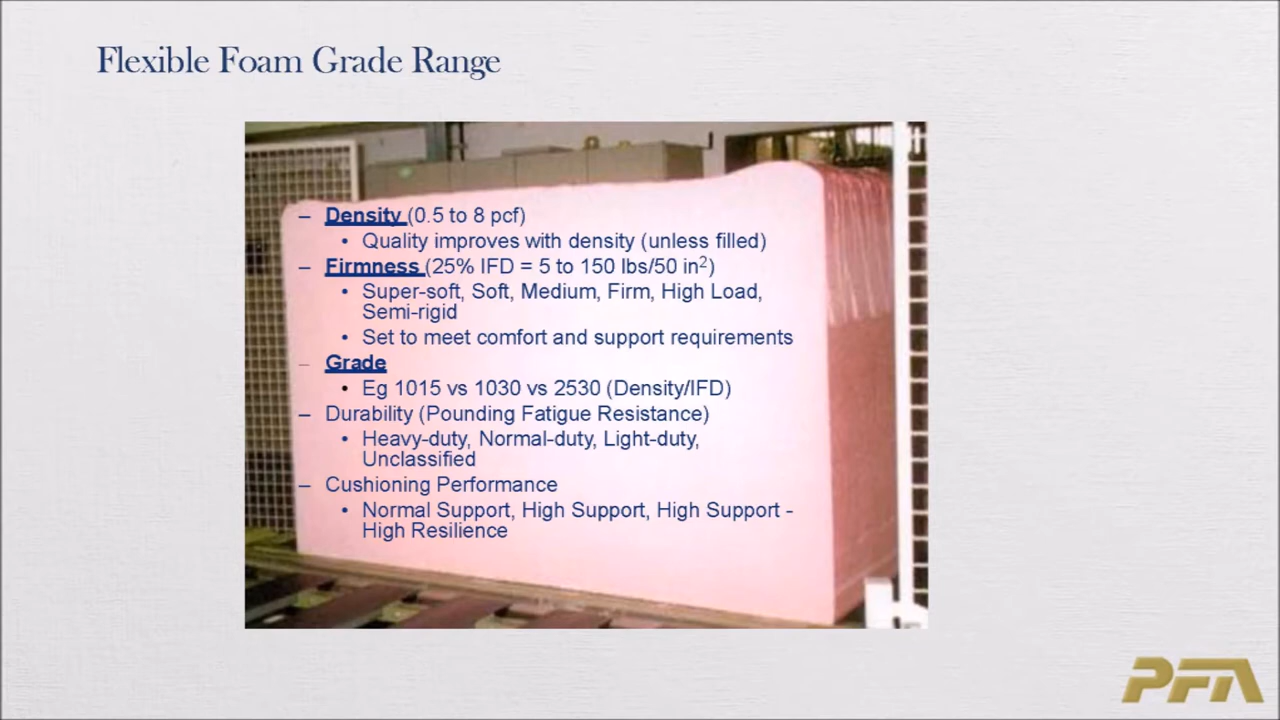 Flexible Foam Grade Range
– Density (0.5 to 8 pcf)
• Quality improves with density (unless filled)
– Firmness (25% IFD = 5 to 150 lbs/50 in²)
• Super-soft, Soft, Medium, Firm, High Load,
Semi-rigid
• Set to meet comfort and support requirements
– Grade
• Eg 1015 vs 1030 vs 2530 (Density/IFD)
– Durability (Pounding Fatigue Resistance)
• Heavy-duty, Normal-duty, Light-duty,
Unclassified
– Cushioning Performance
• Normal Support, High Support, High Support -
High Resilience
PFA